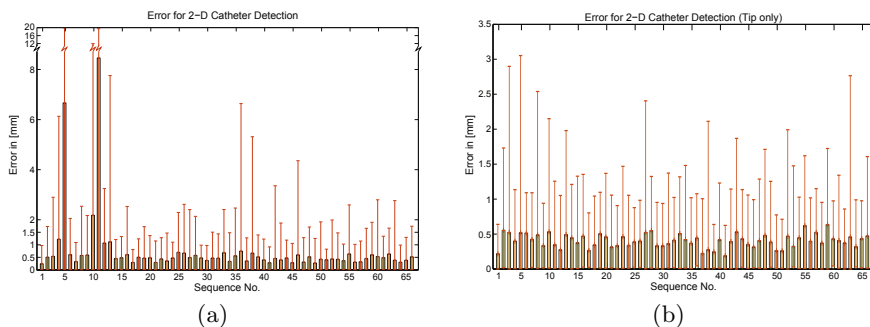 Error for 2-D Catheter Detection
20
16
12
8
6
4
2
1.5
1
0.5
0
Error in [mm]
1 5 10 15 20 25 30 35 40 45 50 55 60 65
Sequence No.
(a)
Error for 2-D Catheter Detection (Tip only)
3.5
3
2.5
2
1.5
1
0.5
0
Error in [mm]
1 5 10 15 20 25 30 35 40 45 50 55 60 65
Sequence No.
(b)